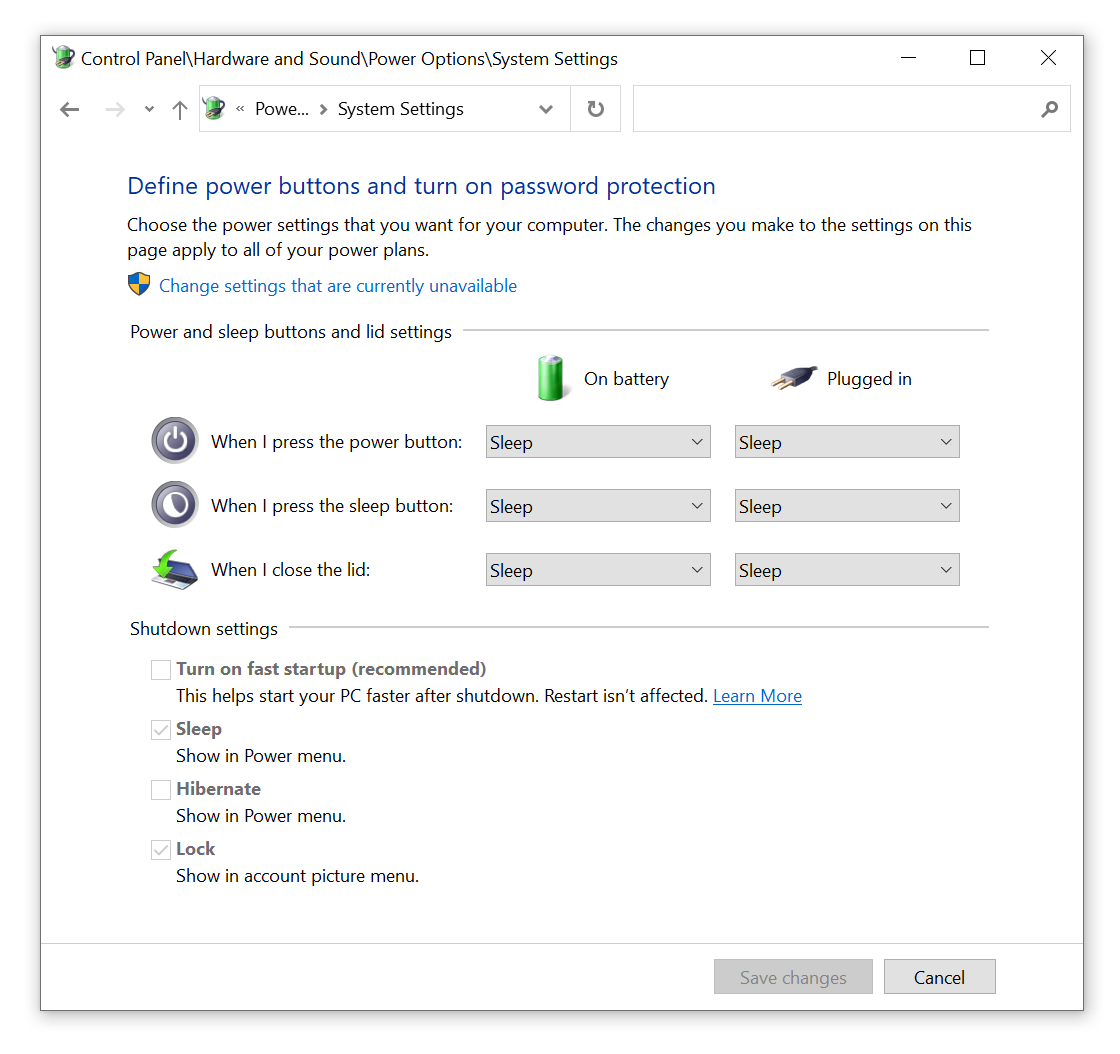 Control Panel\Hardware and Sound\Power Options\System Settings
« Powe... > System Settings
Define power buttons and turn on password protection
Choose the power settings that you want for your computer. The changes you make to the settings on this
page apply to all of your power plans.
Change settings that are currently unavailable
Power and sleep buttons and lid settings
On battery Plugged in
When I press the power button: Sleep Sleep
When I press the sleep button: Sleep Sleep
When I close the lid: Sleep Sleep
Shutdown settings
Turn on fast startup (recommended)
This helps start your PC faster after shutdown. Restart isn’t affected. Learn More
Sleep
Show in Power menu.
Hibernate
Show in Power menu.
Lock
Show in account picture menu.
Save changes Cancel